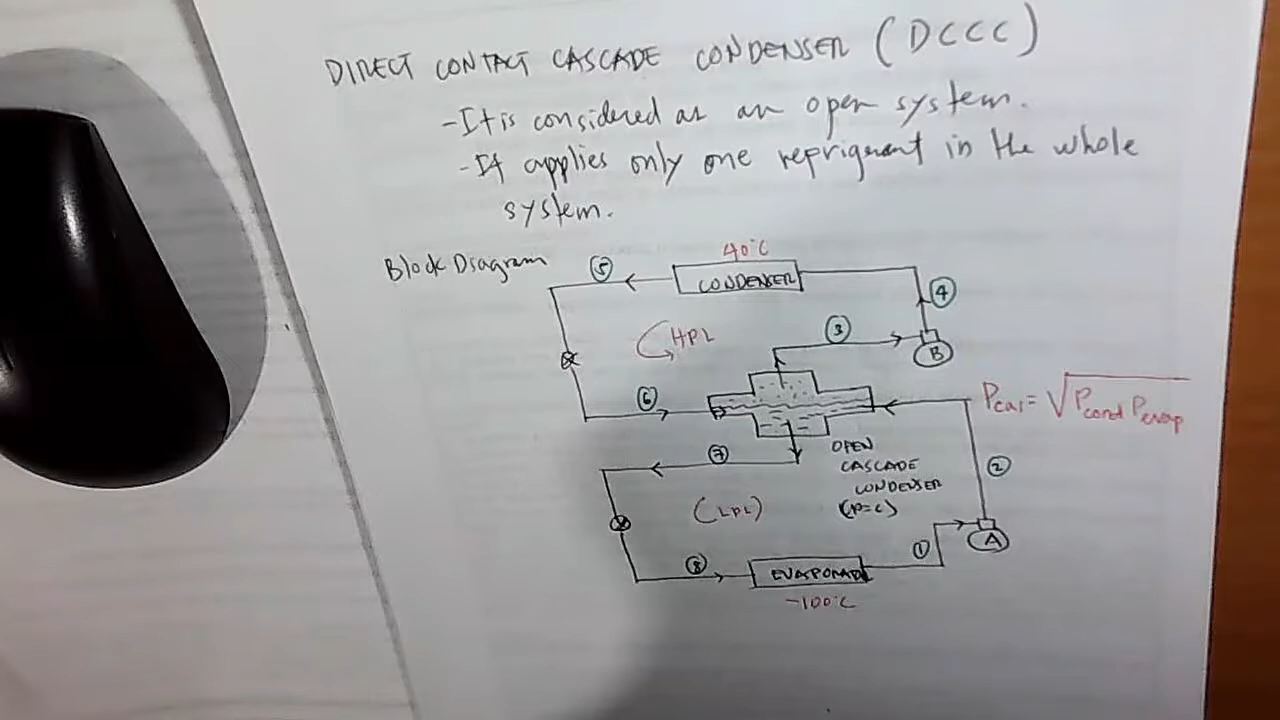 DIRECT CONTACT CASCADE CONDENSER (DCCC)
-It is considered as an open system.
-It applies only one reprigerant in the whole
system.
Block Diagram
40°C
CONDENSER
5
4
HPL
3
B
6
Pcas = √Pcond Pevap
7
OPEN
CASCADE
CONDENSER
(P=C)
2
(LPL)
A
1
8
EVAPORATOR
-100°C